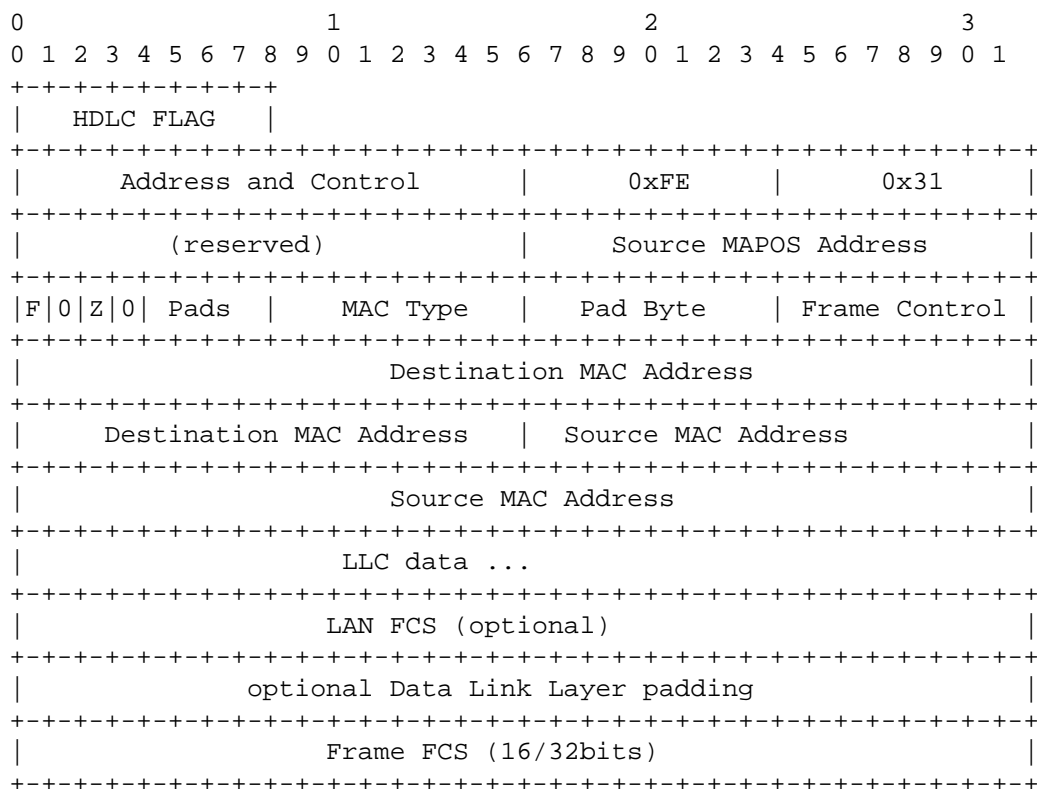 0                   1                   2                   3
0 1 2 3 4 5 6 7 8 9 0 1 2 3 4 5 6 7 8 9 0 1 2 3 4 5 6 7 8 9 0 1
+-+-+-+-+-+-+-+-+
|   HDLC FLAG   |
+-+-+-+-+-+-+-+-+-+-+-+-+-+-+-+-+-+-+-+-+-+-+-+-+-+-+-+-+-+-+-+-+
|      Address and Control      |      0xFE     |      0x31     |
+-+-+-+-+-+-+-+-+-+-+-+-+-+-+-+-+-+-+-+-+-+-+-+-+-+-+-+-+-+-+-+-+
|         (reserved)            |     Source MAPOS Address      |
+-+-+-+-+-+-+-+-+-+-+-+-+-+-+-+-+-+-+-+-+-+-+-+-+-+-+-+-+-+-+-+-+
|F|0|Z|0| Pads  |    MAC Type   |   Pad Byte    | Frame Control |
+-+-+-+-+-+-+-+-+-+-+-+-+-+-+-+-+-+-+-+-+-+-+-+-+-+-+-+-+-+-+-+-+
|                       Destination MAC Address                 |
+-+-+-+-+-+-+-+-+-+-+-+-+-+-+-+-+-+-+-+-+-+-+-+-+-+-+-+-+-+-+-+-+
|     Destination MAC Address   |  Source MAC Address           |
+-+-+-+-+-+-+-+-+-+-+-+-+-+-+-+-+-+-+-+-+-+-+-+-+-+-+-+-+-+-+-+-+
|                       Source MAC Address                      |
+-+-+-+-+-+-+-+-+-+-+-+-+-+-+-+-+-+-+-+-+-+-+-+-+-+-+-+-+-+-+-+-+
|                    LLC data ...
+-+-+-+-+-+-+-+-+-+-+-+-+-+-+-+-+-+-+-+-+-+-+-+-+-+-+-+-+-+-+-+-+
|                   LAN FCS (optional)                          |
+-+-+-+-+-+-+-+-+-+-+-+-+-+-+-+-+-+-+-+-+-+-+-+-+-+-+-+-+-+-+-+-+
|              optional Data Link Layer padding                 |
+-+-+-+-+-+-+-+-+-+-+-+-+-+-+-+-+-+-+-+-+-+-+-+-+-+-+-+-+-+-+-+-+
|                   Frame FCS (16/32bits)                       |
+-+-+-+-+-+-+-+-+-+-+-+-+-+-+-+-+-+-+-+-+-+-+-+-+-+-+-+-+-+-+-+-+